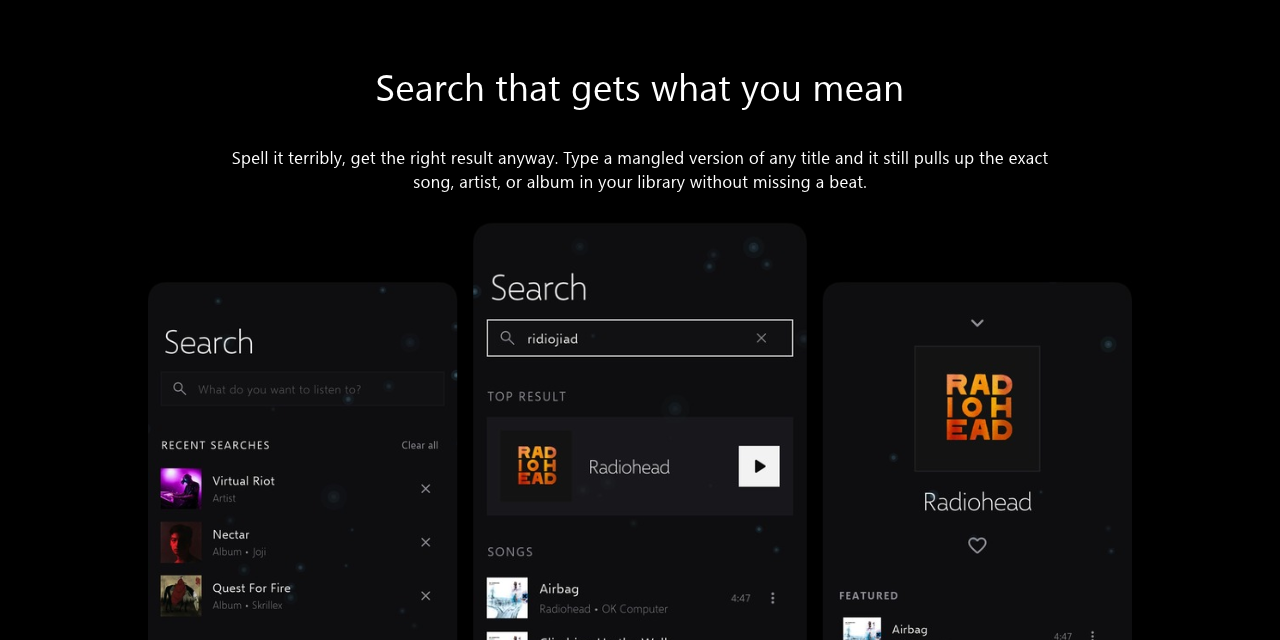 Search that gets what you mean
Spell it terribly, get the right result anyway. Type a mangled version of any title and it still pulls up the exact
song, artist, or album in your library without missing a beat.
Search
What do you want to listen to?
RECENT SEARCHES
Clear all
Virtual Riot
Artist
Nectar
Album • Joji
Quest For Fire
Album • Skrillex
Search
ridiojiad
TOP RESULT
RAD
IOH
EAD
Radiohead
SONGS
Airbag
Radiohead • OK Computer
4:47
RAD
IOH
EAD
Radiohead
FEATURED
Airbag
4:47